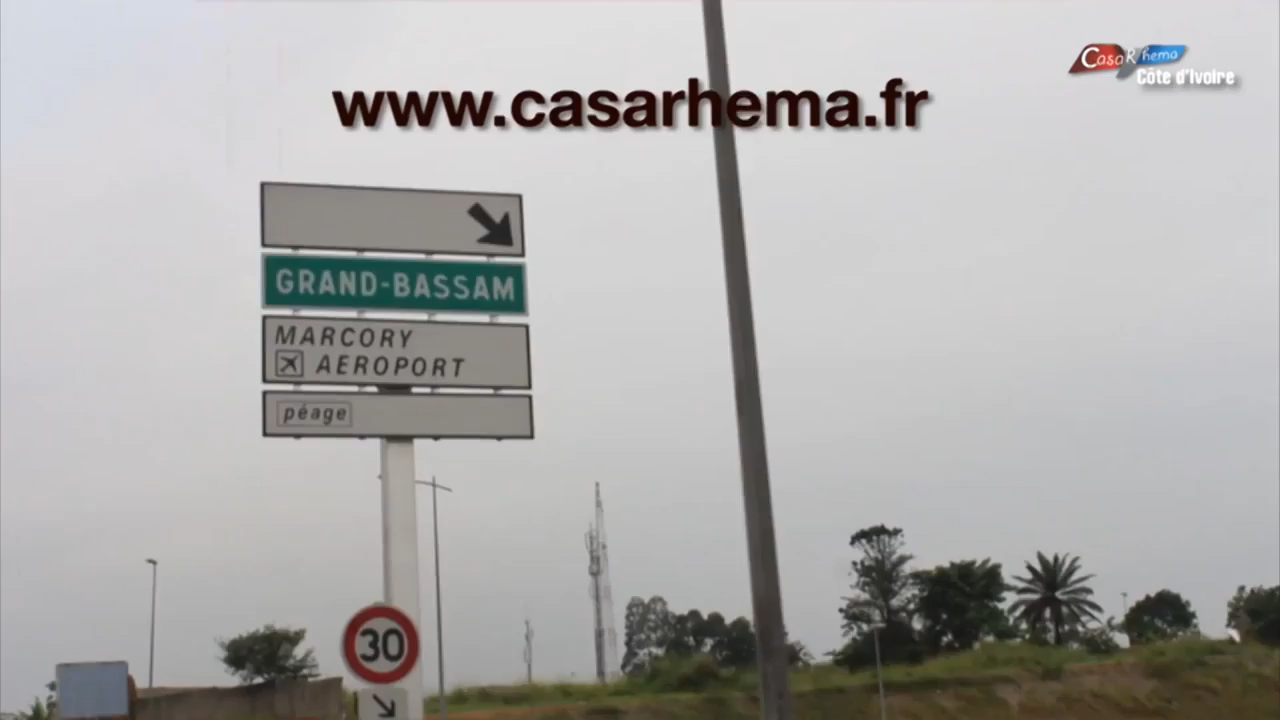 CasaRhema
Côte d'Ivoire
www.casarhema.fr
GRAND-BASSAM
MARCORY
AEROPORT
péage
30